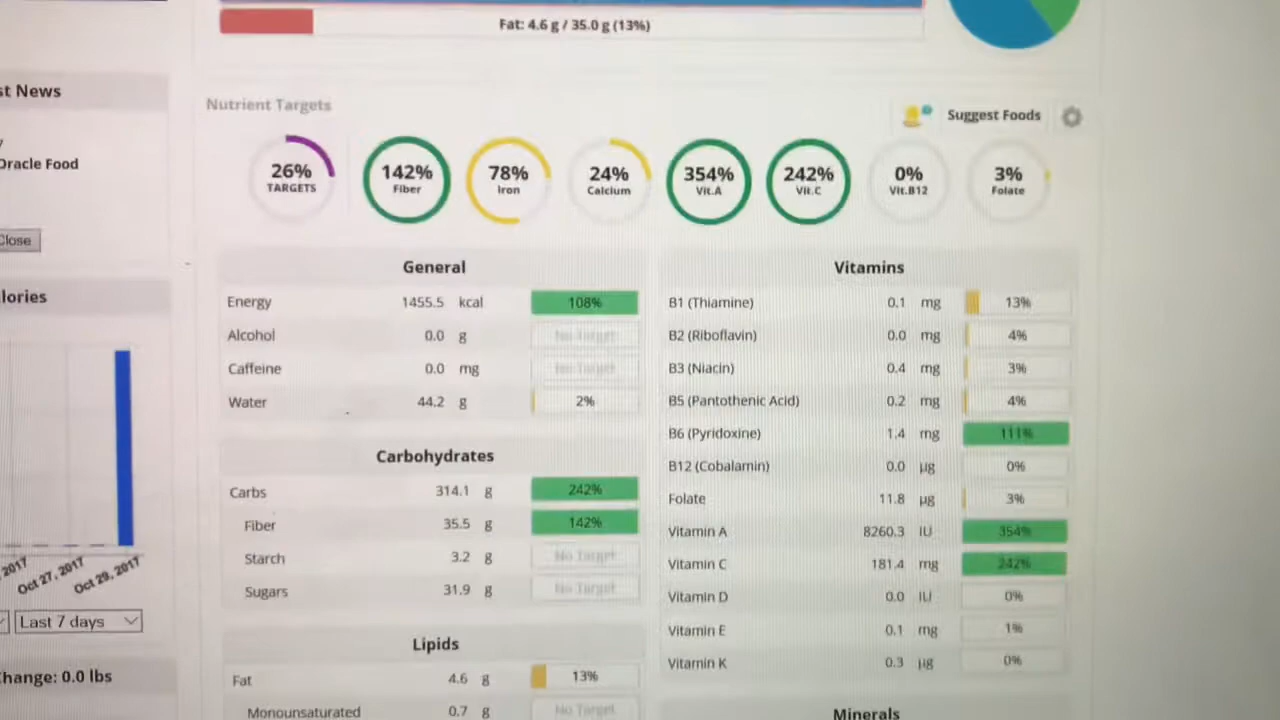 Fat: 4.6 g / 35.0 g (13%)
st News
Oracle Food
Close
lories
2017
Oct 27, 2017
Oct 29, 2017
Last 7 days
hange: 0.0 lbs
Nutrient Targets
Suggest Foods
26% TARGETS
142% Fiber
78% Iron
24% Calcium
354% Vit.A
242% Vit.C
0% Vit.B12
3% Folate
General
Energy 1455.5 kcal 108%
Alcohol 0.0 g No Target
Caffeine 0.0 mg No Target
Water 44.2 g 2%
Carbohydrates
Carbs 314.1 g 242%
Fiber 35.5 g 142%
Starch 3.2 g No Target
Sugars 31.9 g No Target
Lipids
Fat 4.6 g 13%
Monounsaturated 0.7 g No Target
Vitamins
B1 (Thiamine) 0.1 mg 13%
B2 (Riboflavin) 0.0 mg 4%
B3 (Niacin) 0.4 mg 3%
B5 (Pantothenic Acid) 0.2 mg 4%
B6 (Pyridoxine) 1.4 mg 111%
B12 (Cobalamin) 0.0 µg 0%
Folate 11.8 µg 3%
Vitamin A 8260.3 IU 354%
Vitamin C 181.4 mg 242%
Vitamin D 0.0 IU 0%
Vitamin E 0.1 mg 1%
Vitamin K 0.3 µg 0%
Minerals